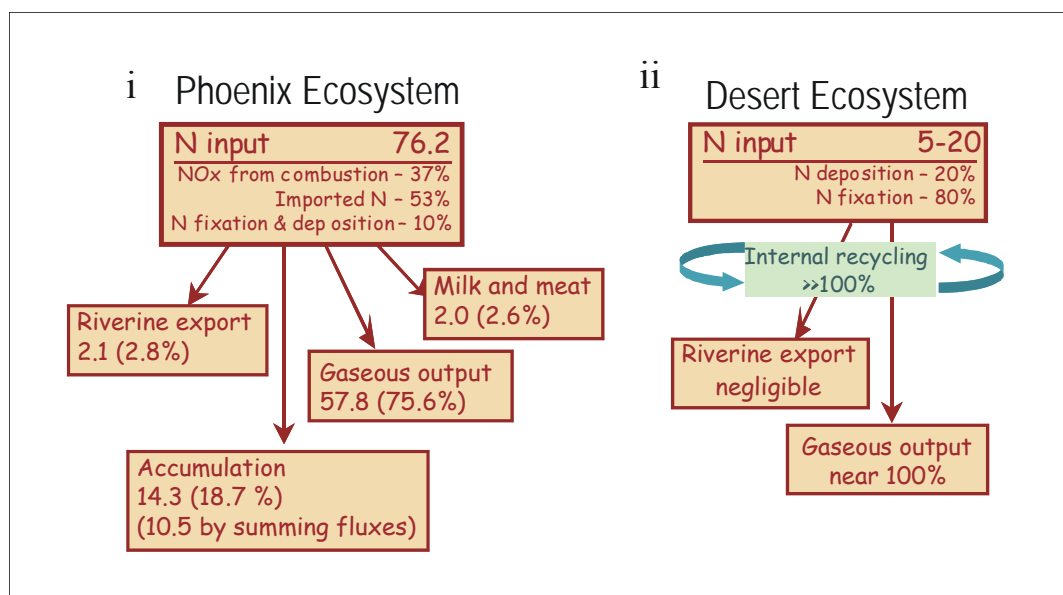 i
Phoenix Ecosystem
N input 76.2
NOx from combustion – 37%
Imported N – 53%
N fixation & dep osition – 10%
Riverine export
2.1 (2.8%)
Milk and meat
2.0 (2.6%)
Gaseous output
57.8 (75.6%)
Accumulation
14.3 (18.7 %)
(10.5 by summing fluxes)
ii
Desert Ecosystem
N input 5-20
N deposition – 20%
N fixation – 80%
Internal recycling
>>100%
Riverine export
negligible
Gaseous output
near 100%